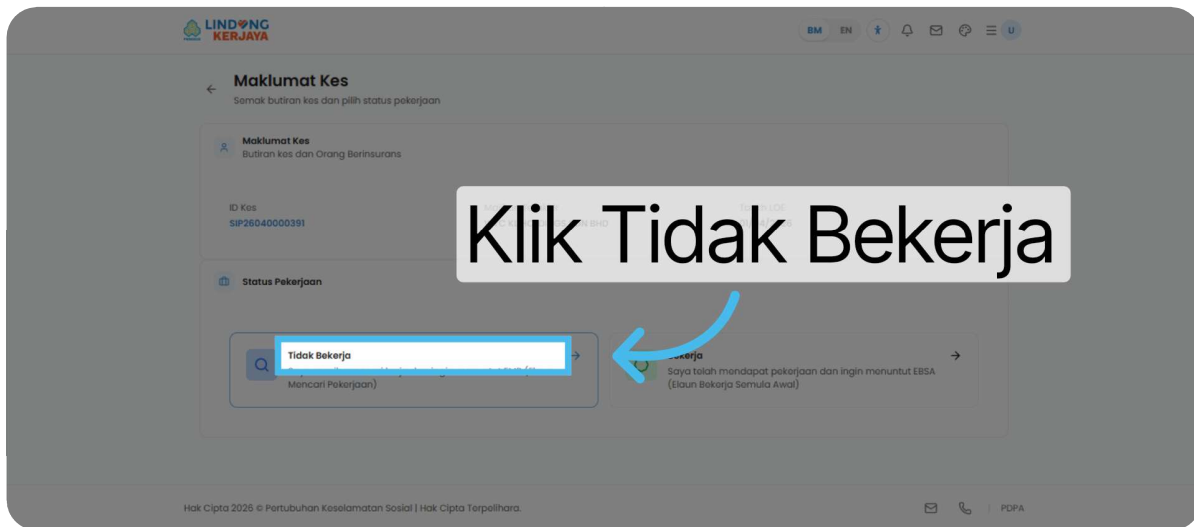 LINDUNG
KERJAYA
BM EN
U
Maklumat Kes
Semak butiran kes dan pilih status pekerjaan
Maklumat Kes
Butiran kes dan Orang Berinsurans
ID Kes
SIP26040000391
BHD
Klik Tidak Bekerja
Status Pekerjaan
Tidak Bekerja
Mencari Pekerjaan)
Bekerja
Saya telah mendapat pekerjaan dan ingin menuntut EBSA
(Elaun Bekerja Semula Awal)
Hak Cipta 2026 © Pertubuhan Keselamatan Sosial | Hak Cipta Terpelihara.
PDPA